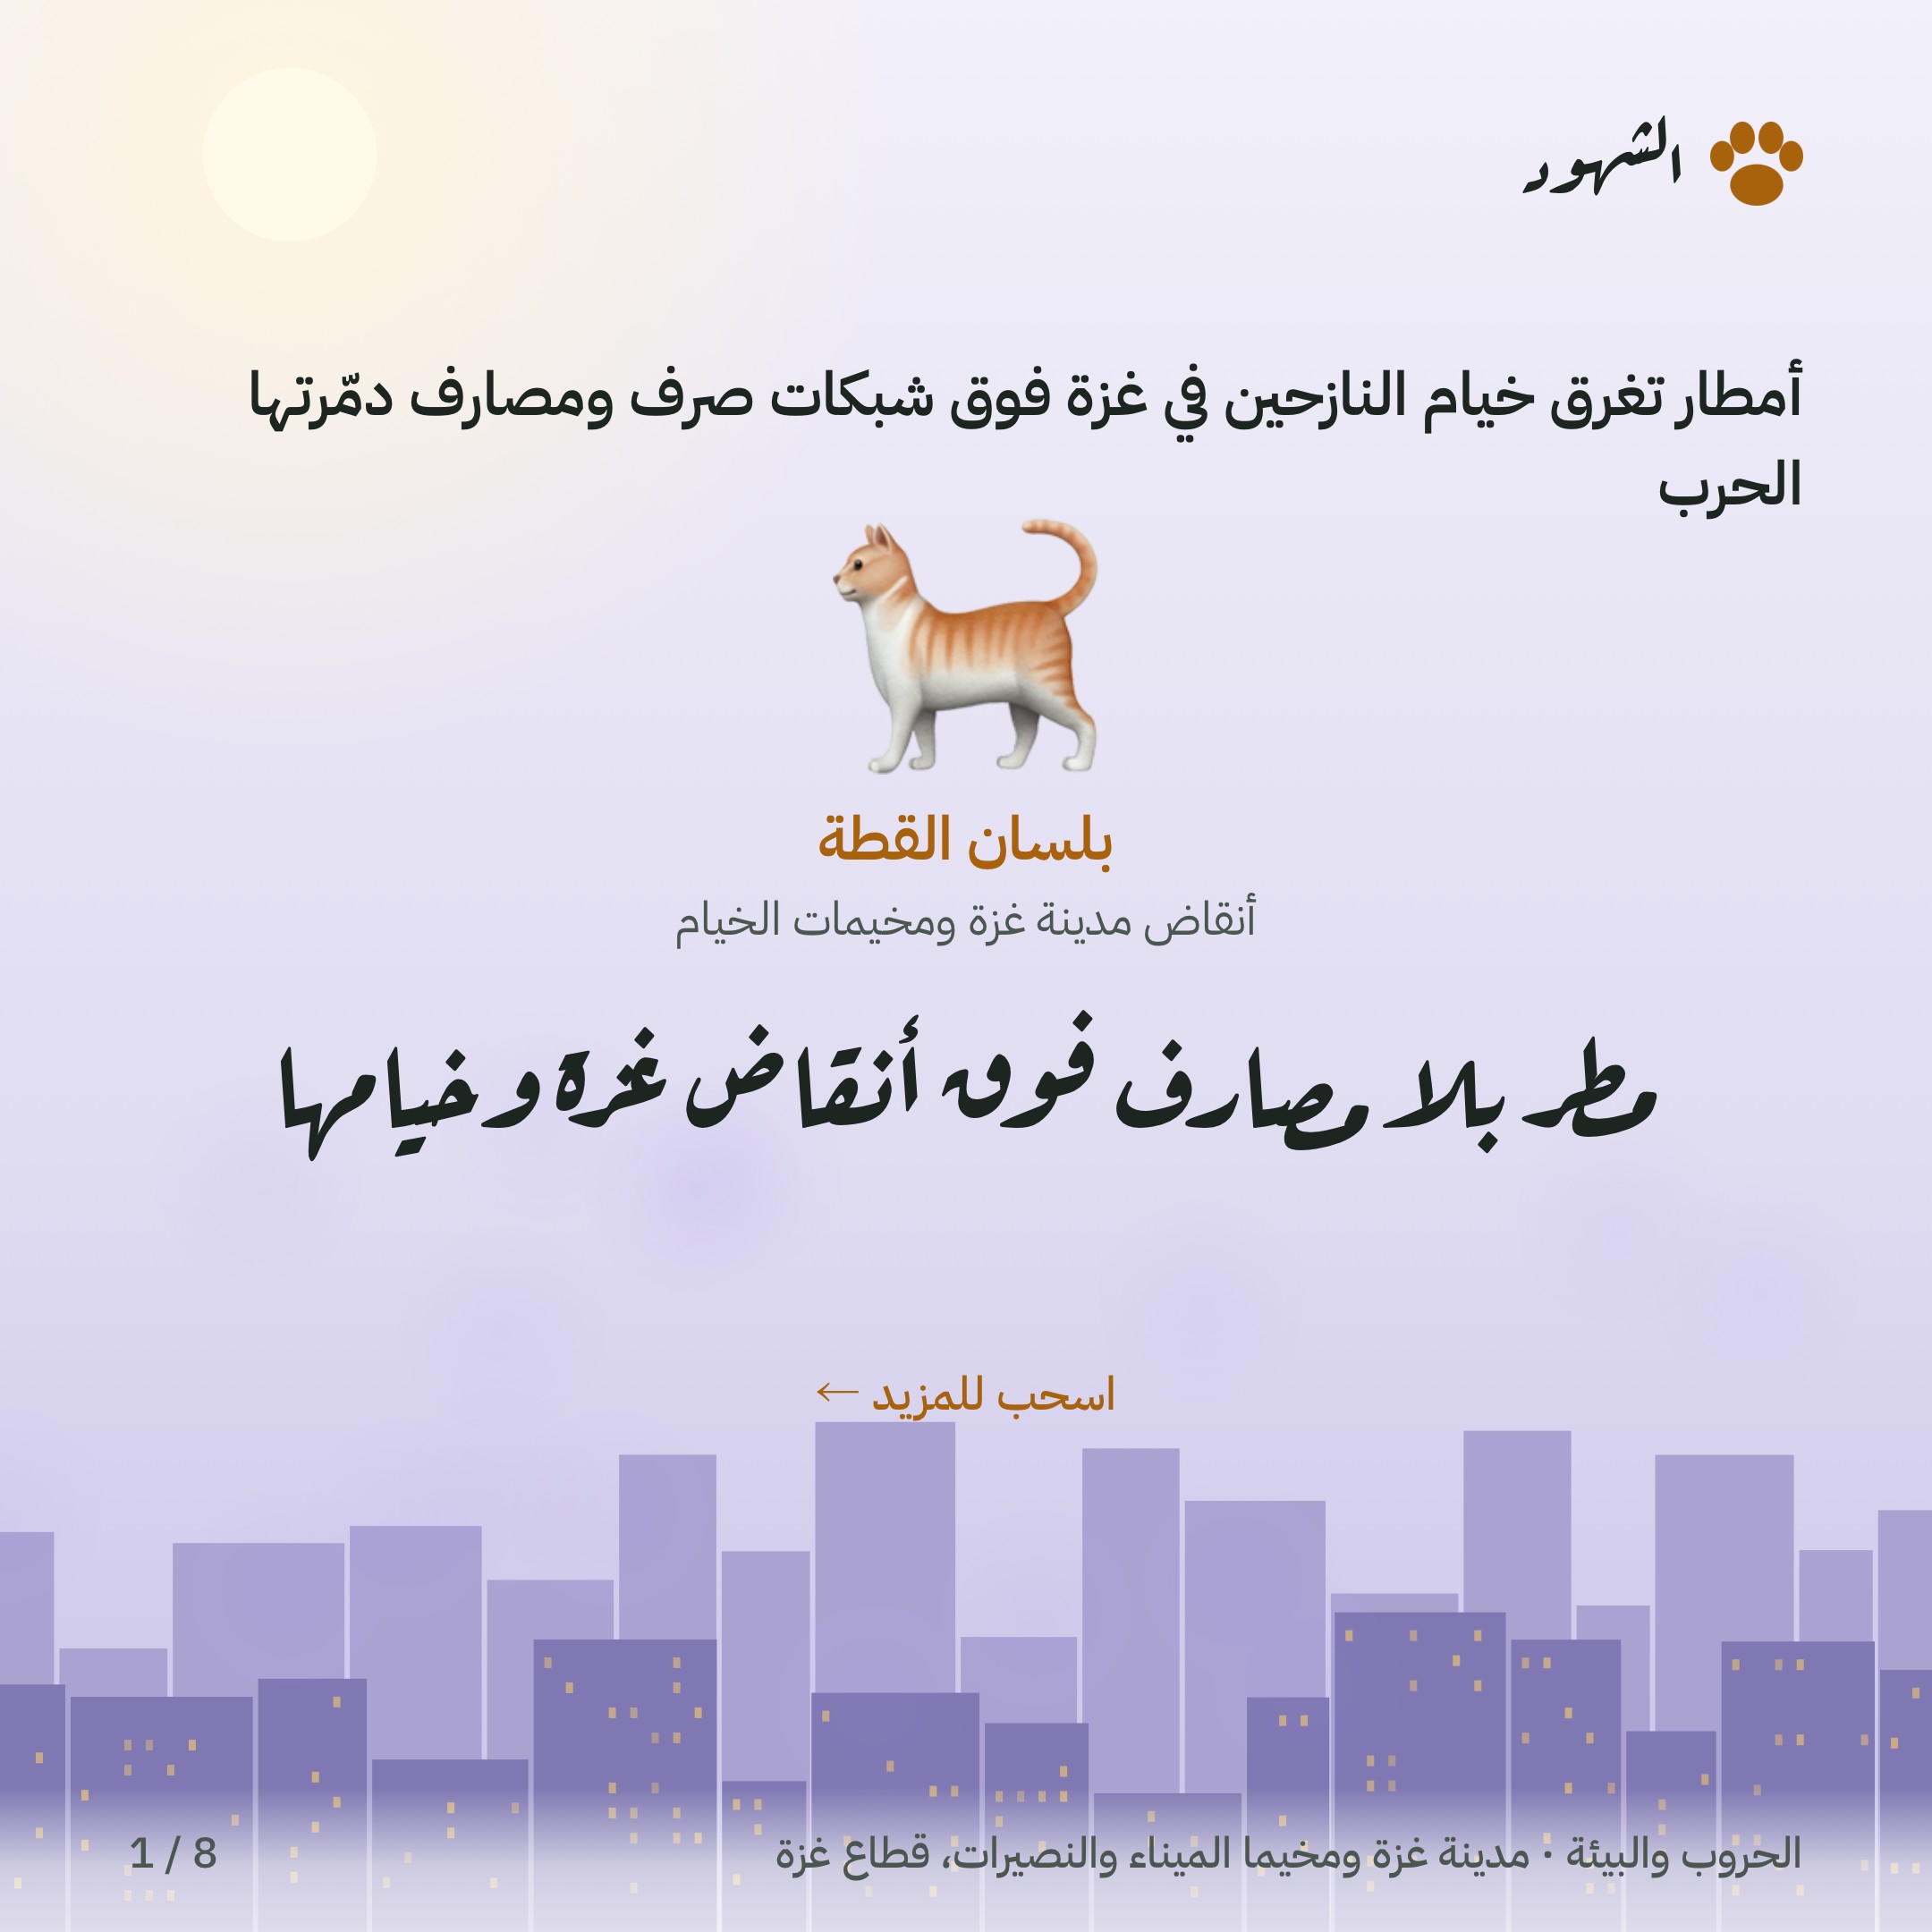 الشهود
أمطار تغرق خيام النازحين في غزة فوق شبكات صرف ومصارف دمّرتها
الحرب
بلسان القطة
أنقاض مدينة غزة ومخيمات الخيام
مطر بلا مصارف فوق أنقاض غزة وخيامها
اسحب للمزيد ←
الحروب والبيئة · مدينة غزة ومخيما الميناء والنصيرات، قطاع غزة
1 / 8